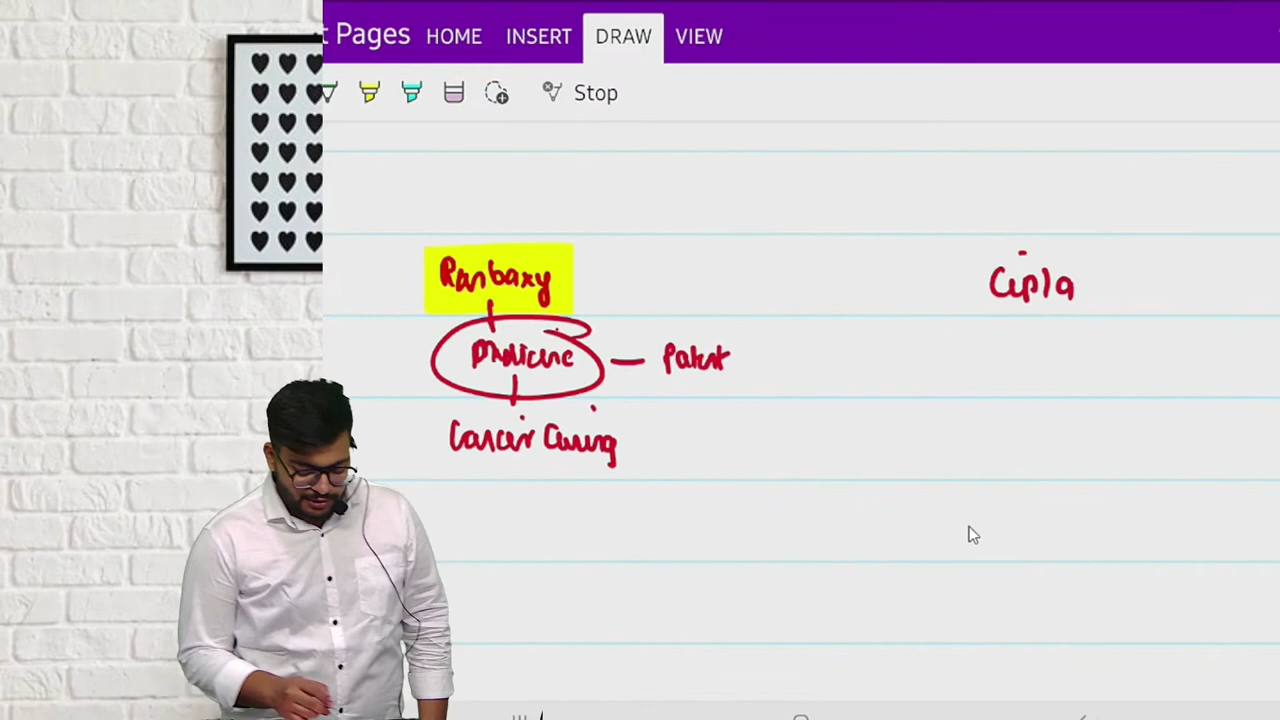 t Pages HOME INSERT DRAW VIEW
Stop
Ranbaxy
Cipla
Medicine — Patent
Cancer Curing